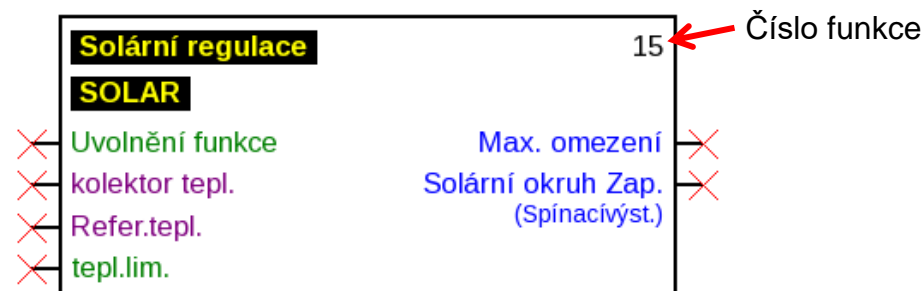 Solární regulace 15 Číslo funkce
SOLAR
Uvolnění funkce Max. omezení
kolektor tepl. Solární okruh Zap.
Refer.tepl. (Spínacívýst.)
tepl.lim.